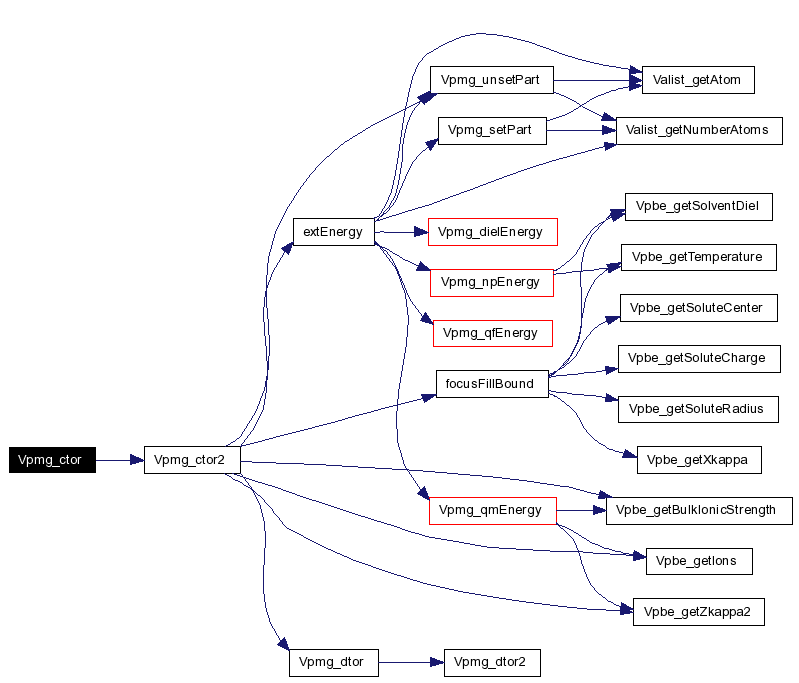 Vpmg_unsetPart
Valist_getAtom
Vpmg_setPart
Valist_getNumberAtoms
Vpbe_getSolventDiel
extEnergy
Vpmg_dielEnergy
Vpbe_getTemperature
Vpmg_npEnergy
Vpbe_getSoluteCenter
Vpmg_qfEnergy
Vpbe_getSoluteCharge
focusFillBound
Vpbe_getSoluteRadius
Vpmg_ctor
Vpmg_ctor2
Vpbe_getXkappa
Vpmg_qmEnergy
Vpbe_getBulkIonicStrength
Vpbe_getIons
Vpbe_getZkappa2
Vpmg_dtor
Vpmg_dtor2